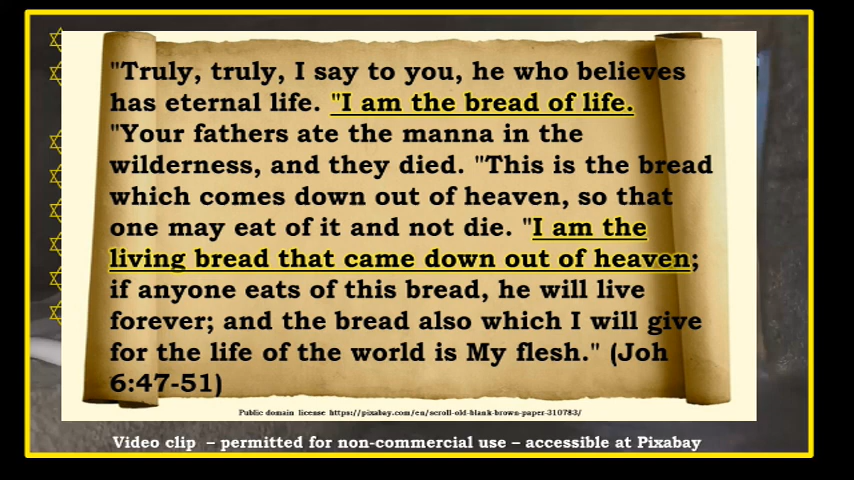 "Truly, truly, I say to you, he who believes
has eternal life. "I am the bread of life.
"Your fathers ate the manna in the
wilderness, and they died. "This is the bread
which comes down out of heaven, so that
one may eat of it and not die. "I am the
living bread that came down out of heaven;
if anyone eats of this bread, he will live
forever; and the bread also which I will give
for the life of the world is My flesh." (Joh
6:47-51)
Public domain license https://pixabay.com/en/scroll-old-blank-brown-paper-310783/
Video clip – permitted for non-commercial use – accessible at Pixabay